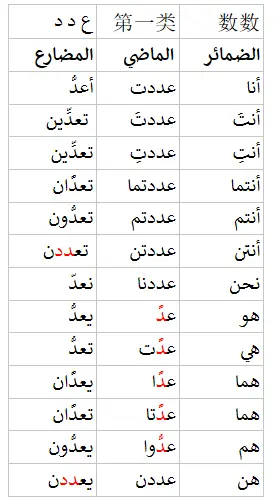 数数 第一类 ع د د
الضمائر الماضي المضارع
أنا عددت أعدُّ
أنتَ عددتَ تعدِّين
أنتِ عددتِ تعدِّين
أنتما عددتما تعدَّان
أنتم عددتم تعدُّون
أنتن عددتن تعددن
نحن عددنا نعدّ
هو عدَّ يعدُّ
هي عدَّت تعدُّ
هما عدَّا يعدَّان
هما عدَّتا تعدَّان
هم عدُّوا يعدُّون
هن عددن يعددن